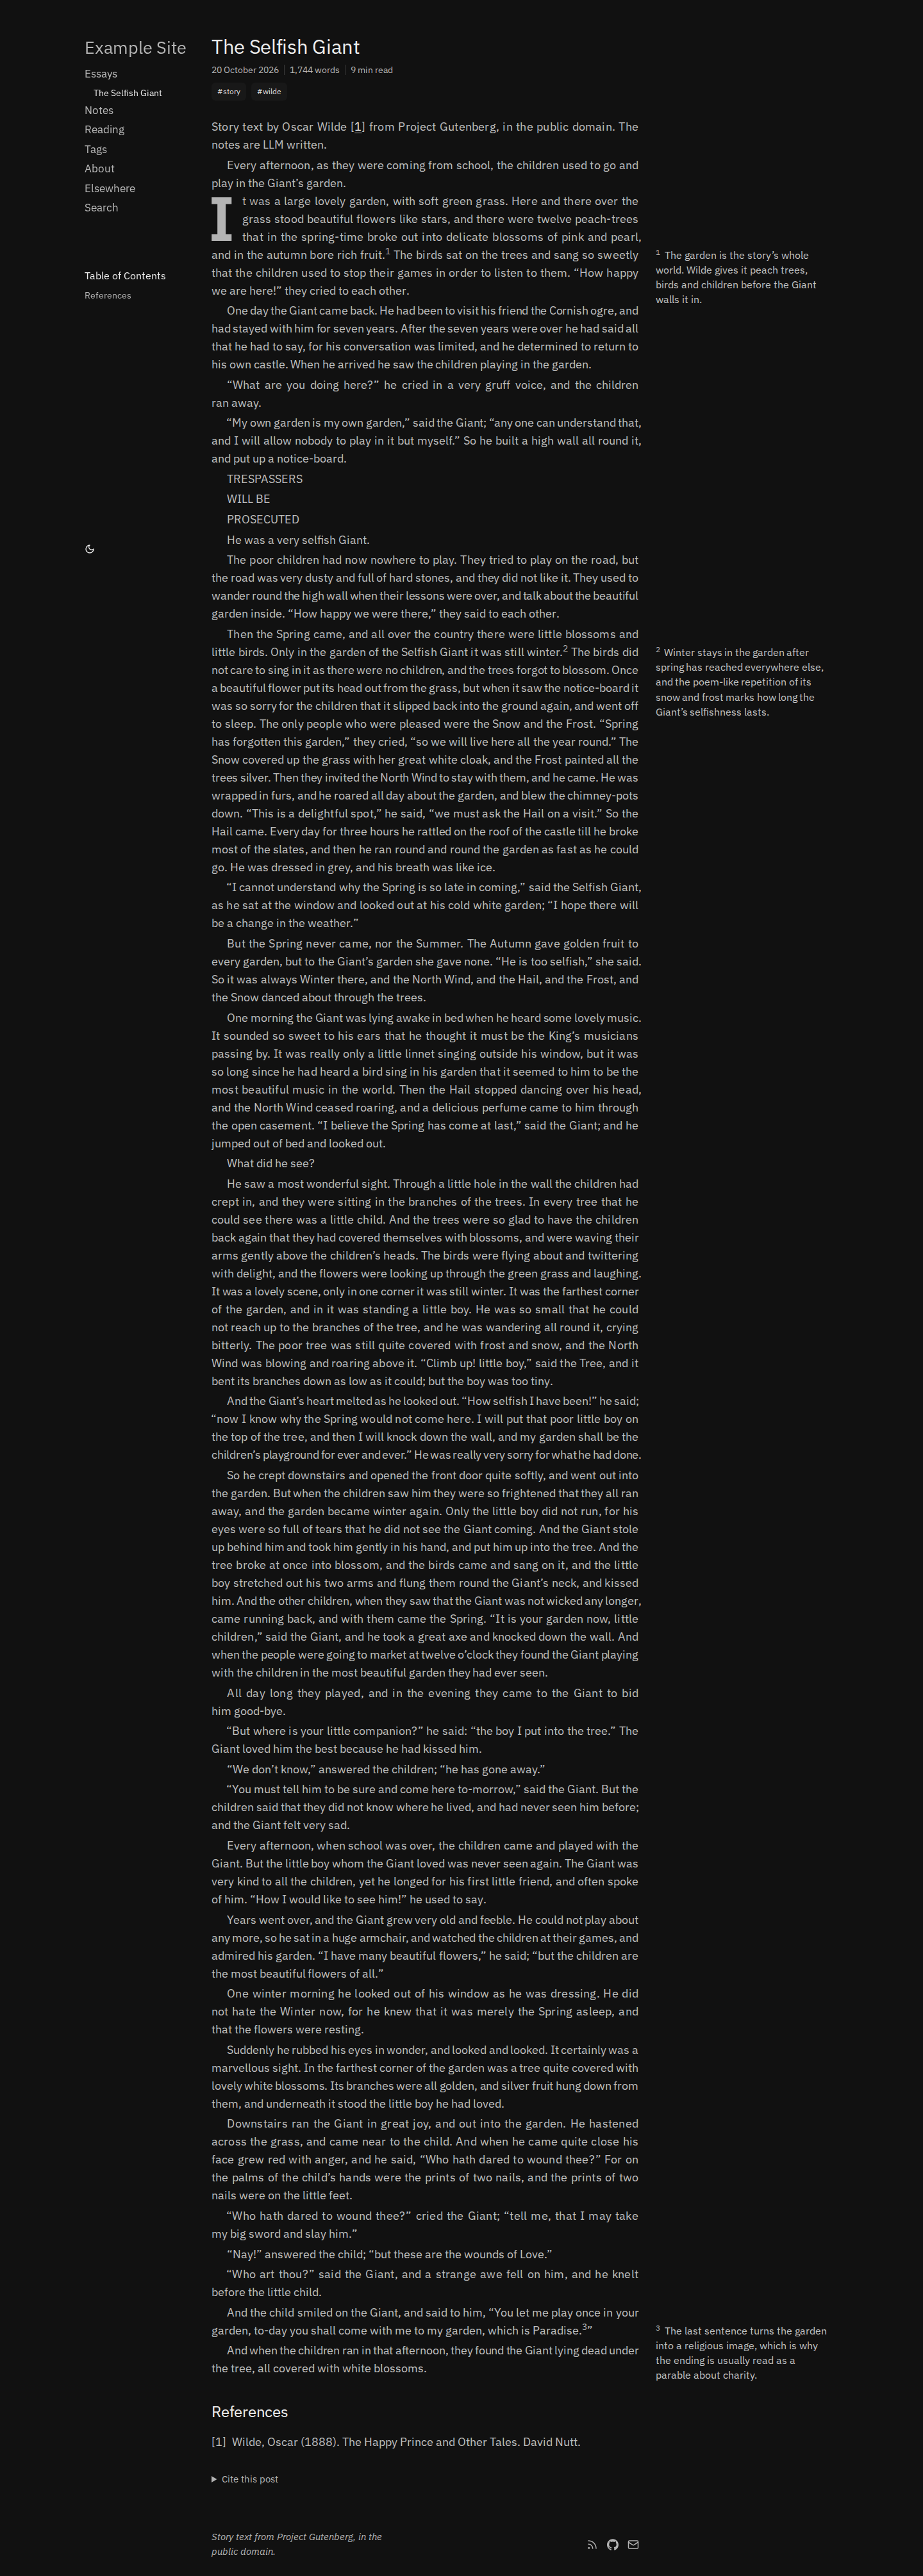 Example Site
Essays
The Selfish Giant
Notes
Reading
Tags
About
Elsewhere
Search
Table of Contents
References
The Selfish Giant
20 October 2026 | 1,744 words | 9 min read
#story #wilde
Story text by Oscar Wilde [1] from Project Gutenberg, in the public domain. The
notes are LLM written.
Every afternoon, as they were coming from school, the children used to go and
play in the Giant’s garden.
It was a large lovely garden, with soft green grass. Here and there over the
grass stood beautiful flowers like stars, and there were twelve peach-trees
that in the spring-time broke out into delicate blossoms of pink and pearl,
and in the autumn bore rich fruit.1 The birds sat on the trees and sang so sweetly
that the children used to stop their games in order to listen to them. “How happy
we are here!” they cried to each other.
1 The garden is the story’s whole
world. Wilde gives it peach trees,
birds and children before the Giant
walls it in.
One day the Giant came back. He had been to visit his friend the Cornish ogre, and
had stayed with him for seven years. After the seven years were over he had said all
that he had to say, for his conversation was limited, and he determined to return to
his own castle. When he arrived he saw the children playing in the garden.
“What are you doing here?” he cried in a very gruff voice, and the children
ran away.
“My own garden is my own garden,” said the Giant; “any one can understand that,
and I will allow nobody to play in it but myself.” So he built a high wall all round it,
and put up a notice-board.
TRESPASSERS
WILL BE
PROSECUTED
He was a very selfish Giant.
The poor children had now nowhere to play. They tried to play on the road, but
the road was very dusty and full of hard stones, and they did not like it. They used to
wander round the high wall when their lessons were over, and talk about the beautiful
garden inside. “How happy we were there,” they said to each other.
Then the Spring came, and all over the country there were little blossoms and
little birds. Only in the garden of the Selfish Giant it was still winter.2 The birds did
not care to sing in it as there were no children, and the trees forgot to blossom. Once
a beautiful flower put its head out from the grass, but when it saw the notice-board it
was so sorry for the children that it slipped back into the ground again, and went off
to sleep. The only people who were pleased were the Snow and the Frost. “Spring
has forgotten this garden,” they cried, “so we will live here all the year round.” The
Snow covered up the grass with her great white cloak, and the Frost painted all the
trees silver. Then they invited the North Wind to stay with them, and he came. He was
wrapped in furs, and he roared all day about the garden, and blew the chimney-pots
down. “This is a delightful spot,” he said, “we must ask the Hail on a visit.” So the
Hail came. Every day for three hours he rattled on the roof of the castle till he broke
most of the slates, and then he ran round and round the garden as fast as he could
go. He was dressed in grey, and his breath was like ice.
2 Winter stays in the garden after
spring has reached everywhere else,
and the poem-like repetition of its
snow and frost marks how long the
Giant’s selfishness lasts.
“I cannot understand why the Spring is so late in coming,” said the Selfish Giant,
as he sat at the window and looked out at his cold white garden; “I hope there will
be a change in the weather.”
But the Spring never came, nor the Summer. The Autumn gave golden fruit to
every garden, but to the Giant’s garden she gave none. “He is too selfish,” she said.
So it was always Winter there, and the North Wind, and the Hail, and the Frost, and
the Snow danced about through the trees.
One morning the Giant was lying awake in bed when he heard some lovely music.
It sounded so sweet to his ears that he thought it must be the King’s musicians
passing by. It was really only a little linnet singing outside his window, but it was
so long since he had heard a bird sing in his garden that it seemed to him to be the
most beautiful music in the world. Then the Hail stopped dancing over his head,
and the North Wind ceased roaring, and a delicious perfume came to him through
the open casement. “I believe the Spring has come at last,” said the Giant; and he
jumped out of bed and looked out.
What did he see?
He saw a most wonderful sight. Through a little hole in the wall the children had
crept in, and they were sitting in the branches of the trees. In every tree that he
could see there was a little child. And the trees were so glad to have the children
back again that they had covered themselves with blossoms, and were waving their
arms gently above the children’s heads. The birds were flying about and twittering
with delight, and the flowers were looking up through the green grass and laughing.
It was a lovely scene, only in one corner it was still winter. It was the farthest corner
of the garden, and in it was standing a little boy. He was so small that he could
not reach up to the branches of the tree, and he was wandering all round it, crying
bitterly. The poor tree was still quite covered with frost and snow, and the North
Wind was blowing and roaring above it. “Climb up! little boy,” said the Tree, and it
bent its branches down as low as it could; but the boy was too tiny.
And the Giant’s heart melted as he looked out. “How selfish I have been!” he said;
“now I know why the Spring would not come here. I will put that poor little boy on
the top of the tree, and then I will knock down the wall, and my garden shall be the
children’s playground for ever and ever.” He was really very sorry for what he had done.
So he crept downstairs and opened the front door quite softly, and went out into
the garden. But when the children saw him they were so frightened that they all ran
away, and the garden became winter again. Only the little boy did not run, for his
eyes were so full of tears that he did not see the Giant coming. And the Giant stole
up behind him and took him gently in his hand, and put him up into the tree. And the
tree broke at once into blossom, and the birds came and sang on it, and the little
boy stretched out his two arms and flung them round the Giant’s neck, and kissed
him. And the other children, when they saw that the Giant was not wicked any longer,
came running back, and with them came the Spring. “It is your garden now, little
children,” said the Giant, and he took a great axe and knocked down the wall. And
when the people were going to market at twelve o’clock they found the Giant playing
with the children in the most beautiful garden they had ever seen.
All day long they played, and in the evening they came to the Giant to bid
him good-bye.
“But where is your little companion?” he said: “the boy I put into the tree.” The
Giant loved him the best because he had kissed him.
“We don’t know,” answered the children; “he has gone away.”
“You must tell him to be sure and come here to-morrow,” said the Giant. But the
children said that they did not know where he lived, and had never seen him before;
and the Giant felt very sad.
Every afternoon, when school was over, the children came and played with the
Giant. But the little boy whom the Giant loved was never seen again. The Giant was
very kind to all the children, yet he longed for his first little friend, and often spoke
of him. “How I would like to see him!” he used to say.
Years went over, and the Giant grew very old and feeble. He could not play about
any more, so he sat in a huge armchair, and watched the children at their games, and
admired his garden. “I have many beautiful flowers,” he said; “but the children are
the most beautiful flowers of all.”
One winter morning he looked out of his window as he was dressing. He did
not hate the Winter now, for he knew that it was merely the Spring asleep, and
that the flowers were resting.
Suddenly he rubbed his eyes in wonder, and looked and looked. It certainly was a
marvellous sight. In the farthest corner of the garden was a tree quite covered with
lovely white blossoms. Its branches were all golden, and silver fruit hung down from
them, and underneath it stood the little boy he had loved.
Downstairs ran the Giant in great joy, and out into the garden. He hastened
across the grass, and came near to the child. And when he came quite close his
face grew red with anger, and he said, “Who hath dared to wound thee?” For on
the palms of the child’s hands were the prints of two nails, and the prints of two
nails were on the little feet.
“Who hath dared to wound thee?” cried the Giant; “tell me, that I may take
my big sword and slay him.”
“Nay!” answered the child; “but these are the wounds of Love.”
“Who art thou?” said the Giant, and a strange awe fell on him, and he knelt
before the little child.
And the child smiled on the Giant, and said to him, “You let me play once in your
garden, to-day you shall come with me to my garden, which is Paradise.3”
3 The last sentence turns the garden
into a religious image, which is why
the ending is usually read as a
parable about charity.
And when the children ran in that afternoon, they found the Giant lying dead under
the tree, all covered with white blossoms.
References
[1] Wilde, Oscar (1888). The Happy Prince and Other Tales. David Nutt.
Cite this post
Story text from Project Gutenberg, in the
public domain.